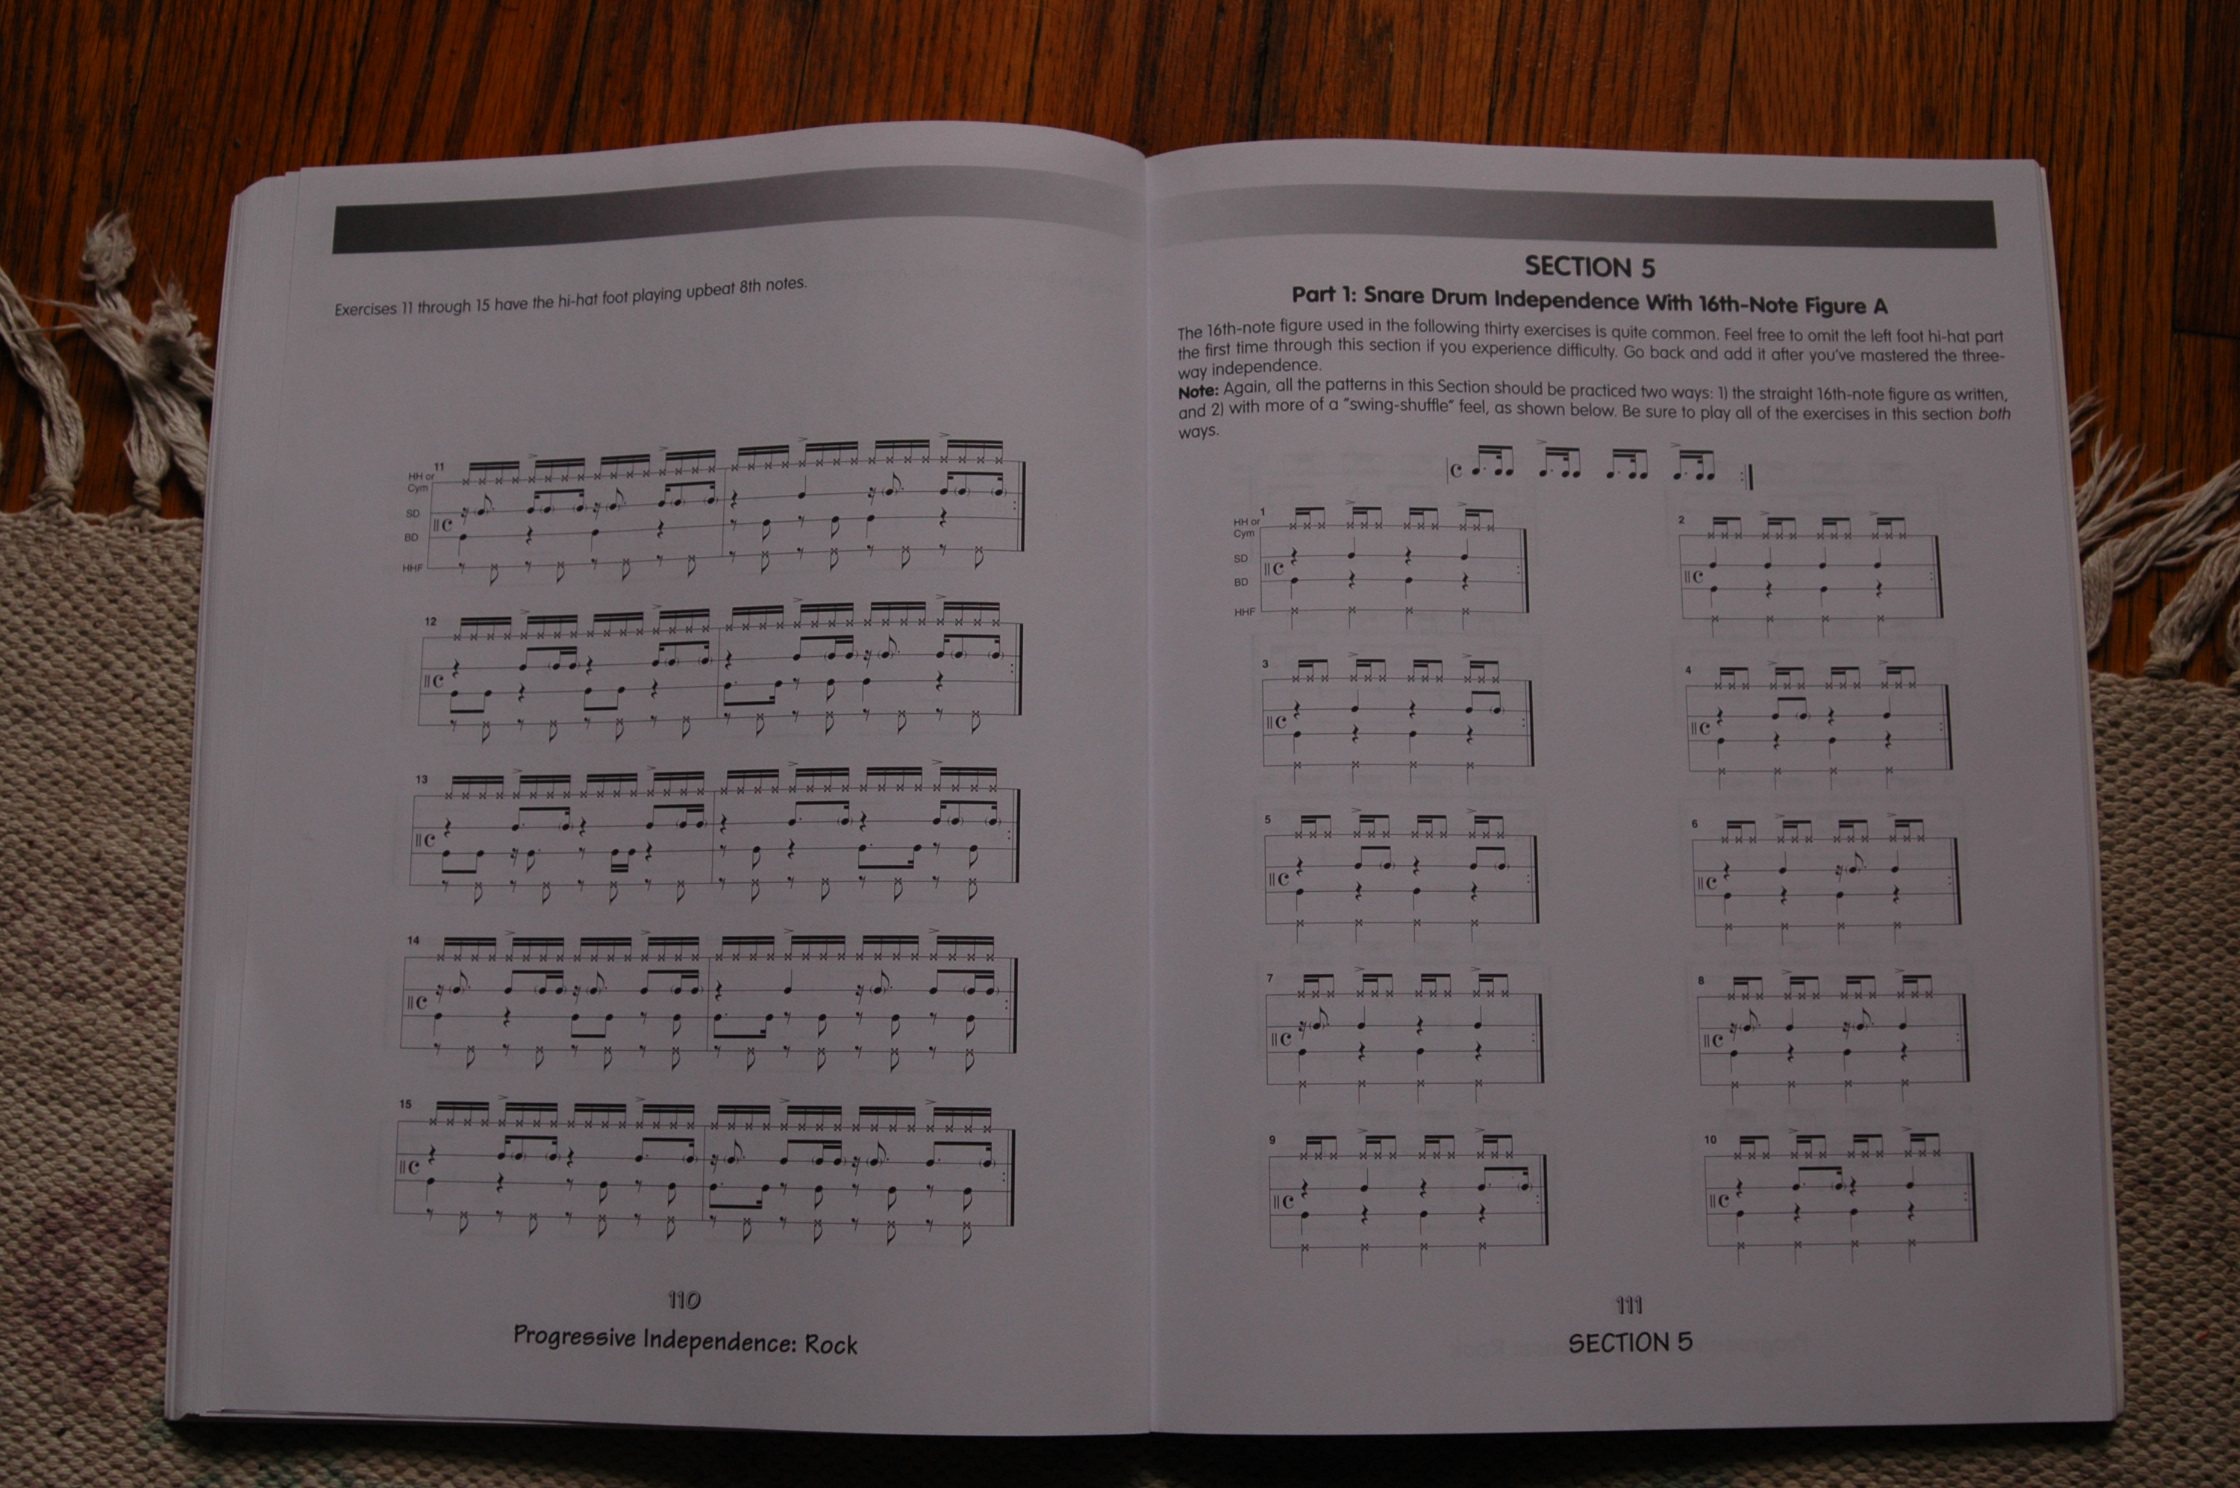 Exercises 11 through 15 have the hi-hat foot playing upbeat 8th notes.
11
HH or
Cym
SD
BD
HHF
12
13
14
15
110
Progressive Independence: Rock
SECTION 5
Part 1: Snare Drum Independence With 16th-Note Figure A
The 16th-note figure used in the following thirty exercises is quite common. Feel free to omit the left foot hi-hat part
the first time through this section if you experience difficulty. Go back and add it after you've mastered the three-
way independence.
Note: Again, all the patterns in this Section should be practiced two ways: 1) the straight 16th-note figure as written,
and 2) with more of a "swing-shuffle" feel, as shown below. Be sure to play all of the exercises in this section both
ways.
1
HH or
Cym
SD
BD
HHF
2
3
4
5
6
7
8
9
10
111
SECTION 5